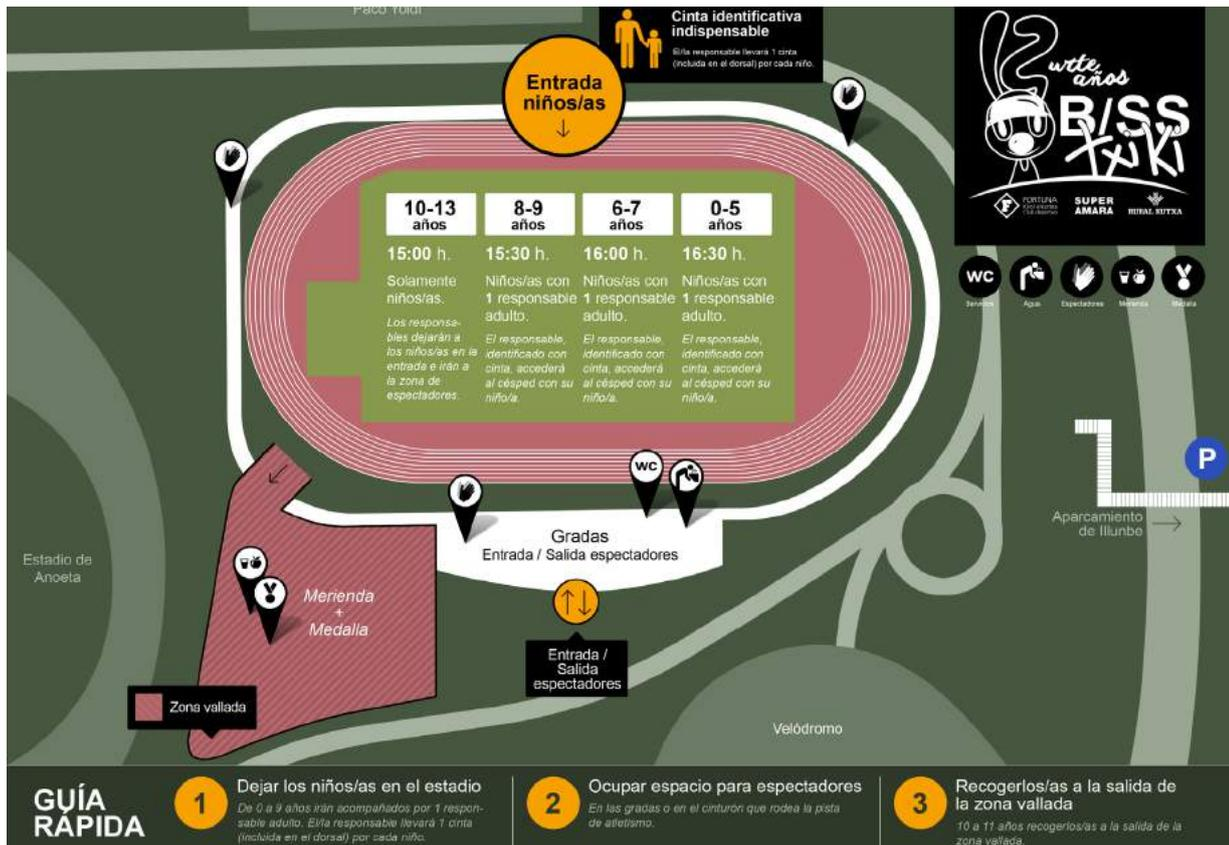 Paco Yoldi
Cinta identificativa
indispensable
El/la responsable llevará 1 cinta
(incluida en el dorsal) por cada niño.
Entrada
niños/as
urte
años
BISS
TXIKI
FORTUNA
SUPER
AMARA
RURAL KUTXA
WC
Servicios
Agua
Espectadores
Merienda
Medalla
10-13
años
15:00 h.
Solamente
niños/as.
Los responsa-
bles dejarán a
los niños/as en la
entrada e irán a
la zona de
espectadores.
8-9
años
15:30 h.
Niños/as con
1 responsable
adulto.
El responsable,
identificado con
cinta, accederá
al césped con su
niño/a.
6-7
años
16:00 h.
Niños/as con
1 responsable
adulto.
El responsable,
identificado con
cinta, accederá
al césped con su
niño/a.
0-5
años
16:30 h.
Niños/as con
1 responsable
adulto.
El responsable,
identificado con
cinta, accederá
al césped con su
niño/a.
WC
P
Aparcamiento
de Illunbe
Gradas
Entrada / Salida espectadores
Estadio de
Anoeta
Merienda
+
Medalla
Entrada /
Salida
espectadores
Zona vallada
Velódromo
GUÍA
RÁPIDA
1
Dejar los niños/as en el estadio
De 0 a 9 años irán acompañados por 1 respon-
sable adulto. El/la responsable llevará 1 cinta
(incluida en el dorsal) por cada niño.
2
Ocupar espacio para espectadores
En las gradas o en el cinturón que rodea la pista
de atletismo.
3
Recogerlos/as a la salida de
la zona vallada
10 a 11 años recogerlos/as a la salida de la
zona vallada.